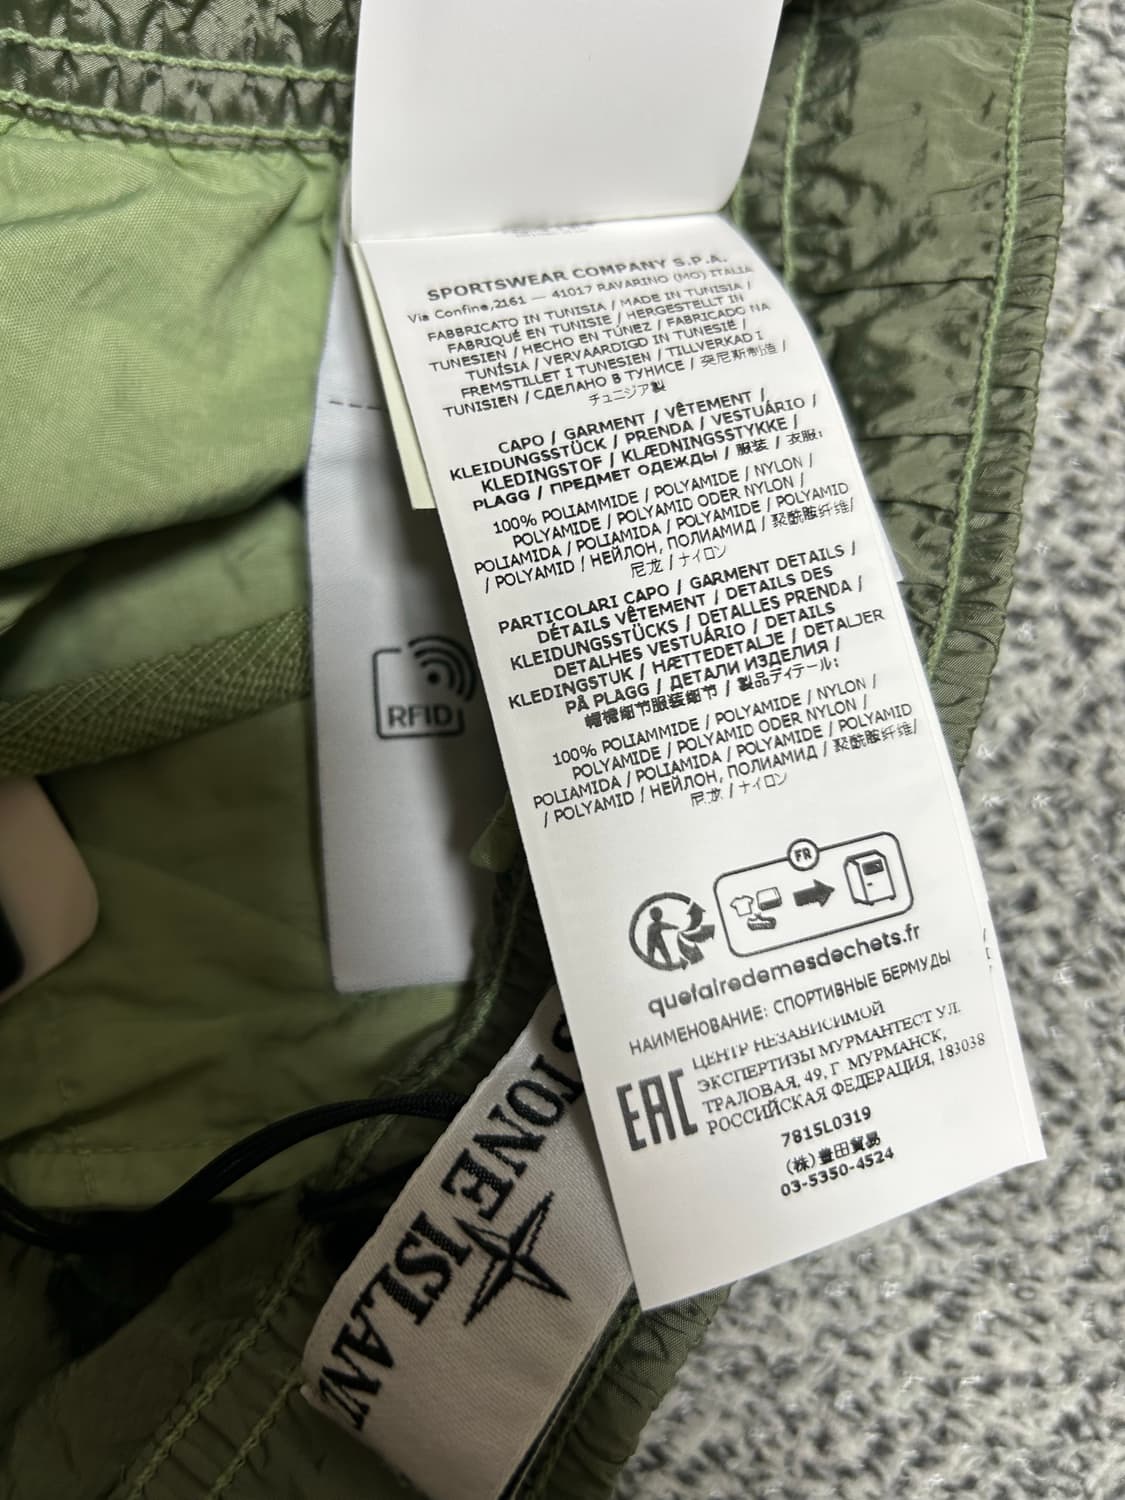 SPORTSWEAR COMPANY S.P.A.
Via Confine,2161 — 41017 RAVARINO (MO) ITALIA
FABBRICATO IN TUNISIA / MADE IN TUNISIA /
FABRIQUÉ EN TUNISIE / HERGESTELLT IN
TUNESIEN / HECHO EN TÚNEZ / FABRICADO NA
TUNÍSIA / VERVAARDIGD IN TUNESIË /
FREMSTILLET I TUNESIEN / TILLVERKAD I
TUNISIEN / СДЕЛАНО В ТУНИСЕ / 突尼斯制造 /
チュニジア製
CAPO / GARMENT / VÊTEMENT /
KLEIDUNGSSTÜCK / PRENDA / VESTUÁRIO /
KLEDINGSTOF / KLÆDNINGSSTYKKE /
PLAGG / ПРЕДМЕТ ОДЕЖДЫ / 服装 / 衣服:
100% POLIAMMIDE / POLYAMIDE / NYLON /
POLYAMIDE / POLYAMID ODER NYLON /
POLIAMIDA / POLIAMIDA / POLYAMIDE / POLYAMID
/ POLYAMID / НЕЙЛОН, ПОЛИАМИД / 聚酰胺纤维/
尼龙 / ナイロン
PARTICOLARI CAPO / GARMENT DETAILS /
DÉTAILS VÊTEMENT / DETAILS DES
KLEIDUNGSSTÜCKS / DETALLES PRENDA /
DETALHES VESTUÁRIO / DETAILS
KLEDINGSTUK / HÆTTEDETALJE / DETALJER
PÅ PLAGG / ДЕТАЛИ ИЗДЕЛИЯ /
帽檐细节服装细节 / 製品ディテール:
100% POLIAMMIDE / POLYAMIDE / NYLON /
POLYAMIDE / POLYAMID ODER NYLON /
POLIAMIDA / POLIAMIDA / POLYAMIDE / POLYAMID
/ POLYAMID / НЕЙЛОН, ПОЛИАМИД / 聚酰胺纤维/
尼龙 / ナイロン
FR
quefairedemesdechets.fr
НАИМЕНОВАНИЕ: СПОРТИВНЫЕ БЕРМУДЫ
EAC
ЦЕНТР НЕЗАВИСИМОЙ
ЭКСПЕРТИЗЫ МУРМАНТЕСТ УЛ.
ТРАЛОВАЯ, 49, Г. МУРМАНСК,
РОССИЙСКАЯ ФЕДЕРАЦИЯ, 183038
7815L0319
(株)豊田貿易
03-5350-4524
RFID
STONE ISLAND